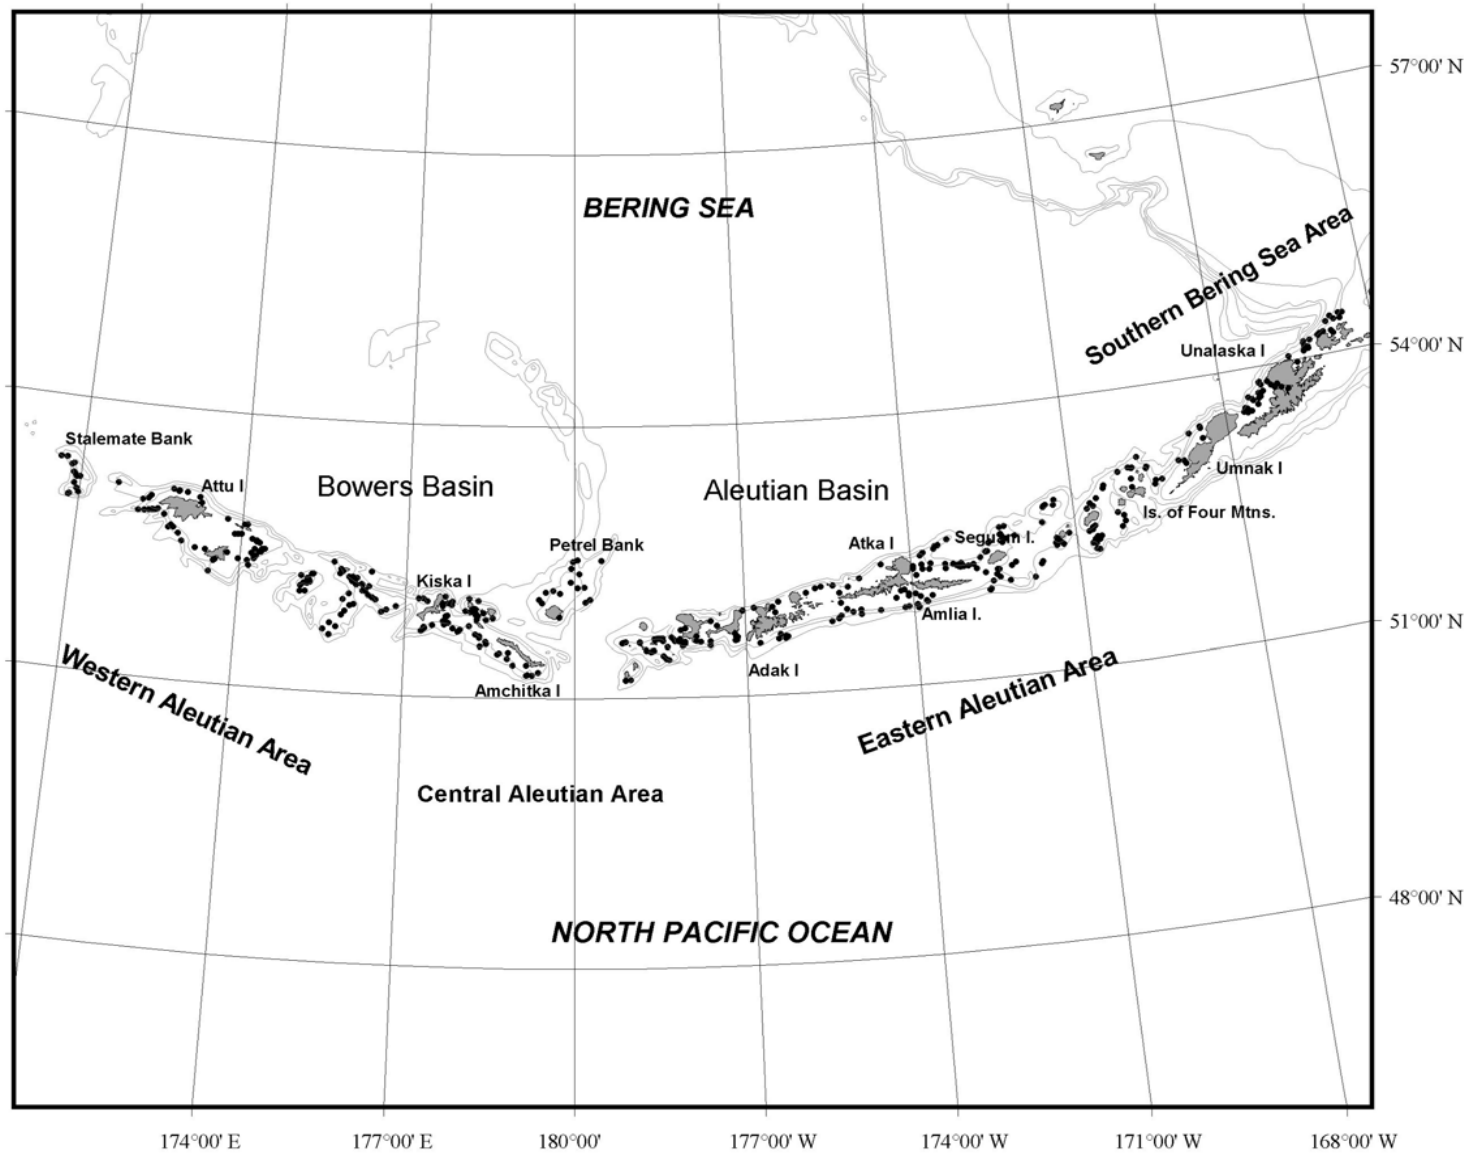 57°00' N
BERING SEA
Southern Bering Sea Area
54°00' N
Unalaska I
Stalemate Bank
Attu I
Bowers Basin
Aleutian Basin
Umnak I
Is. of Four Mtns.
Petrel Bank
Atka I
Seguam I.
Kiska I
Amlia I.
51°00' N
Adak I
Amchitka I
Western Aleutian Area
Eastern Aleutian Area
Central Aleutian Area
48°00' N
NORTH PACIFIC OCEAN
174°00' E
177°00' E
180°00'
177°00' W
174°00' W
171°00' W
168°00' W